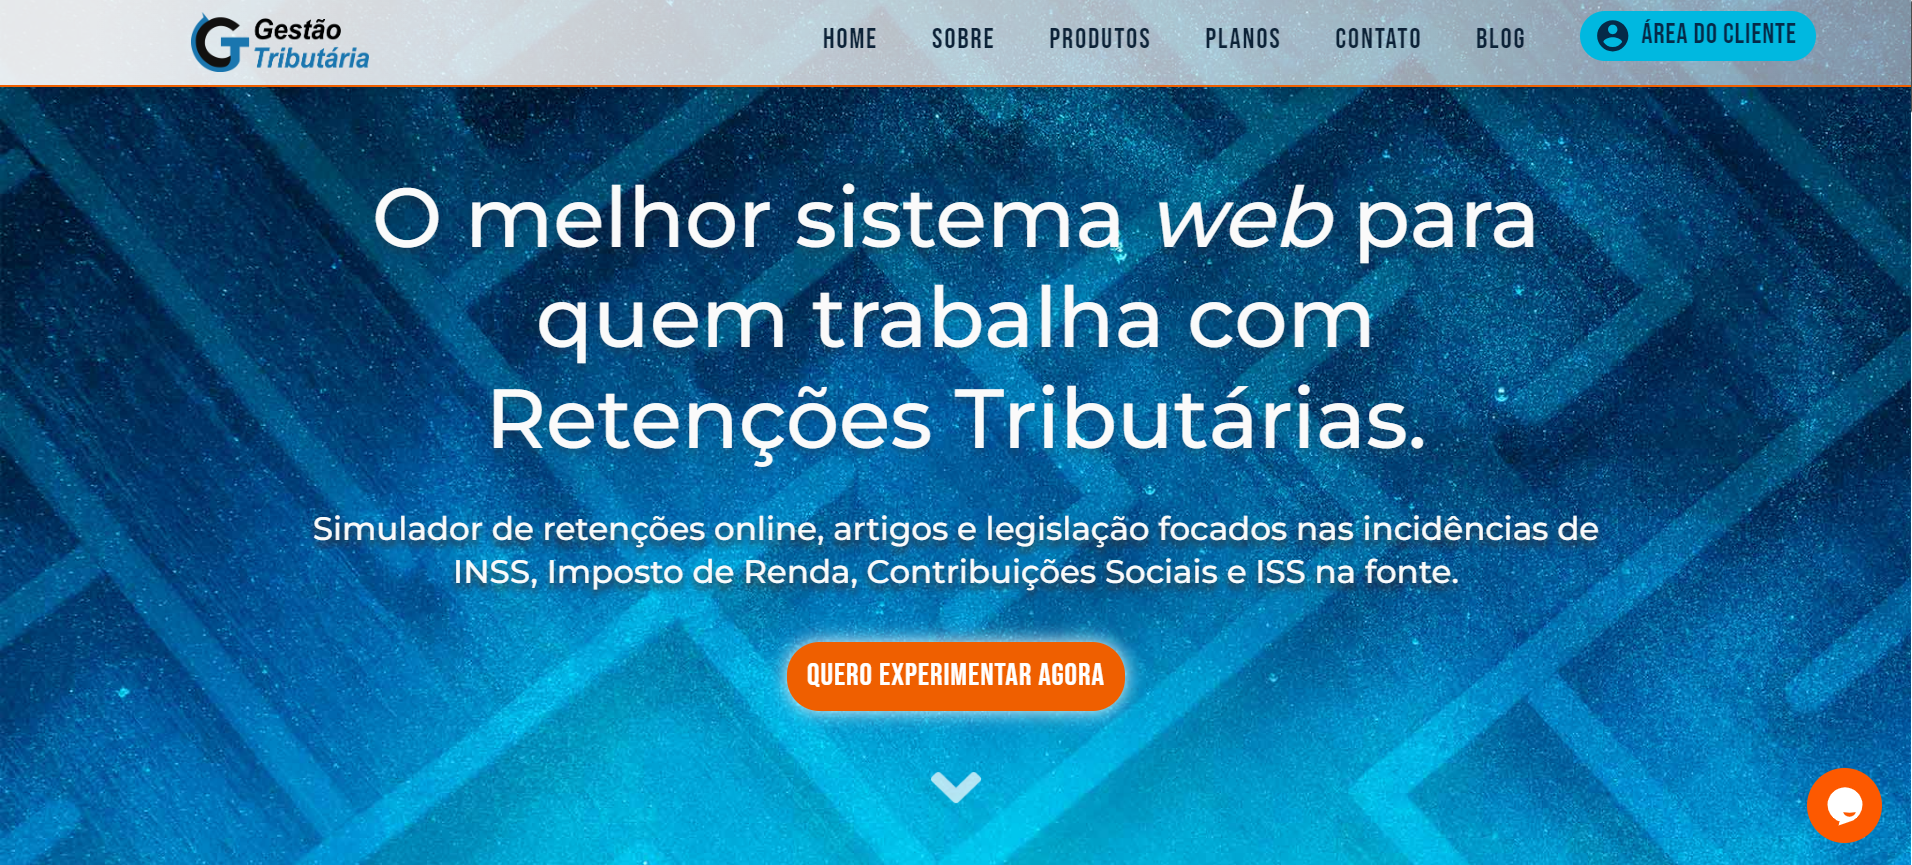 Gestão
Tributária
HOME SOBRE PRODUTOS PLANOS CONTATO BLOG ÁREA DO CLIENTE
O melhor sistema web para
quem trabalha com
Retenções Tributárias.
Simulador de retenções online, artigos e legislação focados nas incidências de
INSS, Imposto de Renda, Contribuições Sociais e ISS na fonte.
QUERO EXPERIMENTAR AGORA